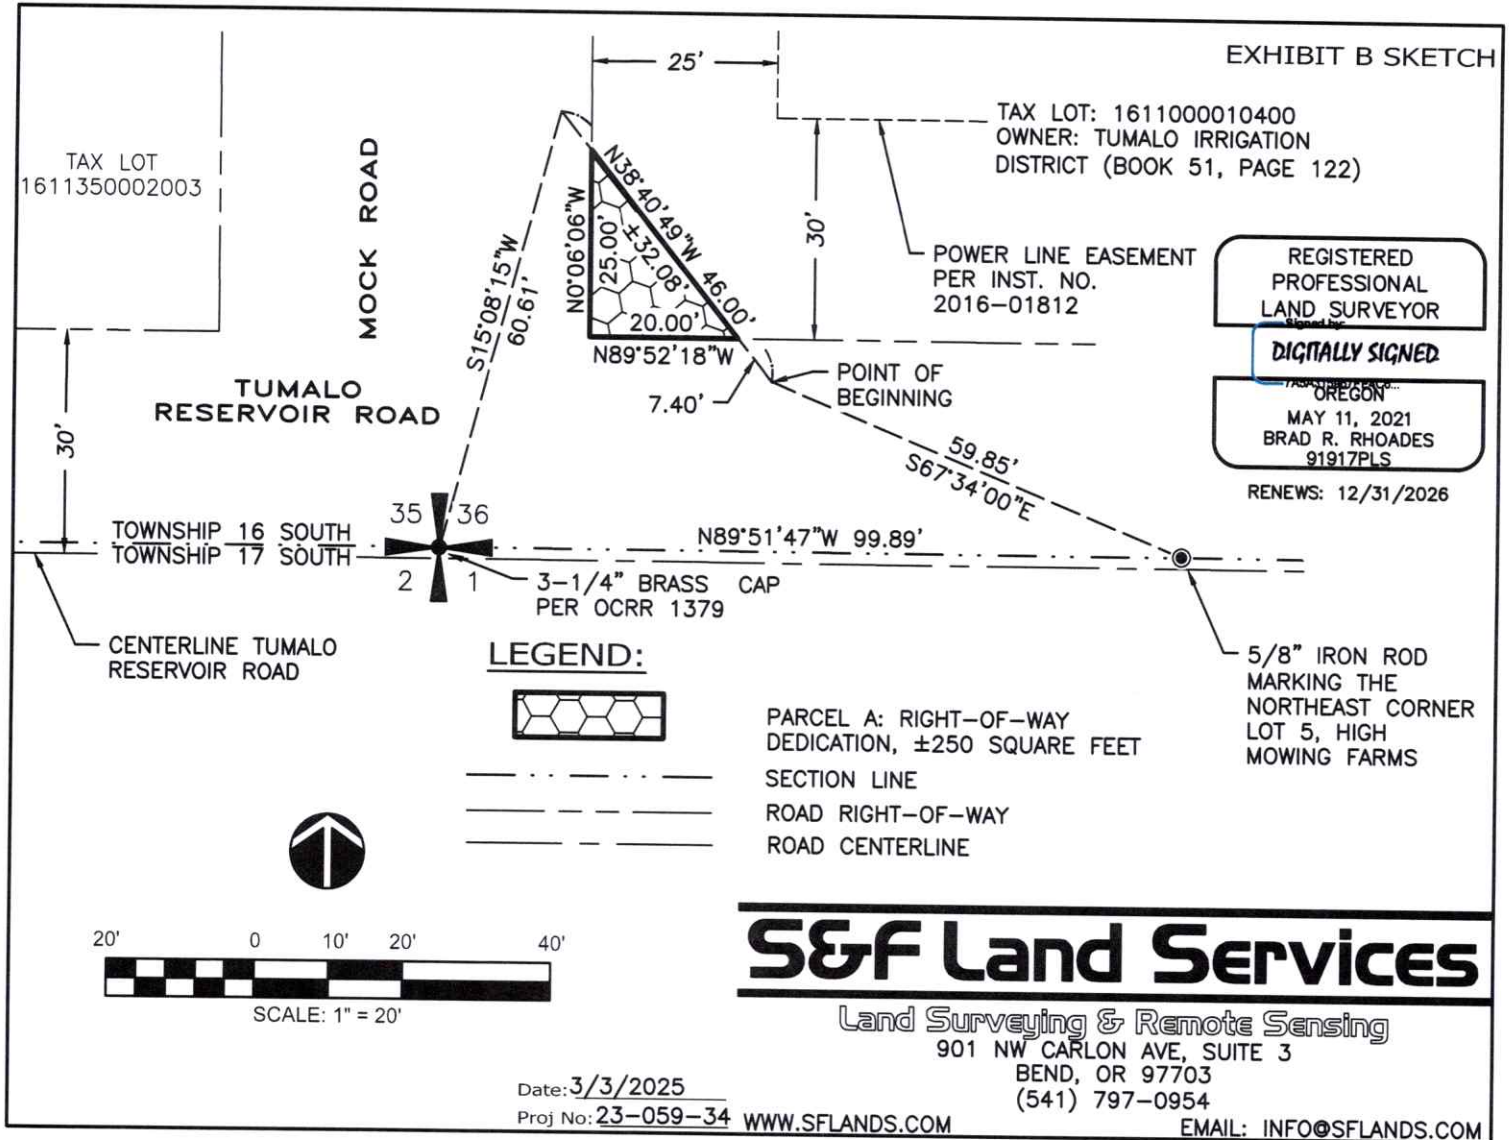 EXHIBIT B SKETCH
25'
TAX LOT: 1611000010400
OWNER: TUMALO IRRIGATION
DISTRICT (BOOK 51, PAGE 122)
TAX LOT
1611350002003
MOCK ROAD
S15°08'15"W
60.61'
N0°06'06"W
25.00'
N38°40'49"W 46.00'
±32.08'
20.00'
N89°52'18"W
30'
POWER LINE EASEMENT
PER INST. NO.
2016-01812
REGISTERED
PROFESSIONAL
LAND SURVEYOR
Signed by:
DIGITALLY SIGNED
OREGON
MAY 11, 2021
BRAD R. RHOADES
91917PLS
RENEWS: 12/31/2026
POINT OF
BEGINNING
7.40'
TUMALO
RESERVOIR ROAD
30'
59.85'
S67°34'00"E
35
36
TOWNSHIP 16 SOUTH
TOWNSHIP 17 SOUTH
2
1
N89°51'47"W 99.89'
3-1/4" BRASS CAP
PER OCRR 1379
CENTERLINE TUMALO
RESERVOIR ROAD
5/8" IRON ROD
MARKING THE
NORTHEAST CORNER
LOT 5, HIGH
MOWING FARMS
LEGEND:
PARCEL A: RIGHT-OF-WAY
DEDICATION, ±250 SQUARE FEET
SECTION LINE
ROAD RIGHT-OF-WAY
ROAD CENTERLINE
20' 0 10' 20' 40'
SCALE: 1" = 20'
S&F Land Services
Land Surveying & Remote Sensing
901 NW CARLON AVE, SUITE 3
BEND, OR 97703
(541) 797-0954
Date: 3/3/2025
Proj No: 23-059-34
WWW.SFLANDS.COM
EMAIL: INFO@SFLANDS.COM